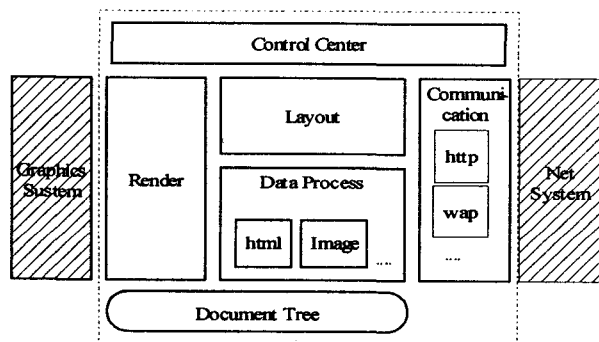 Control Center
Graphics
Sustem
Render
Layout
Data Process
html
Image
....
Communi-
cation
http
wap
....
Net
System
Document Tree